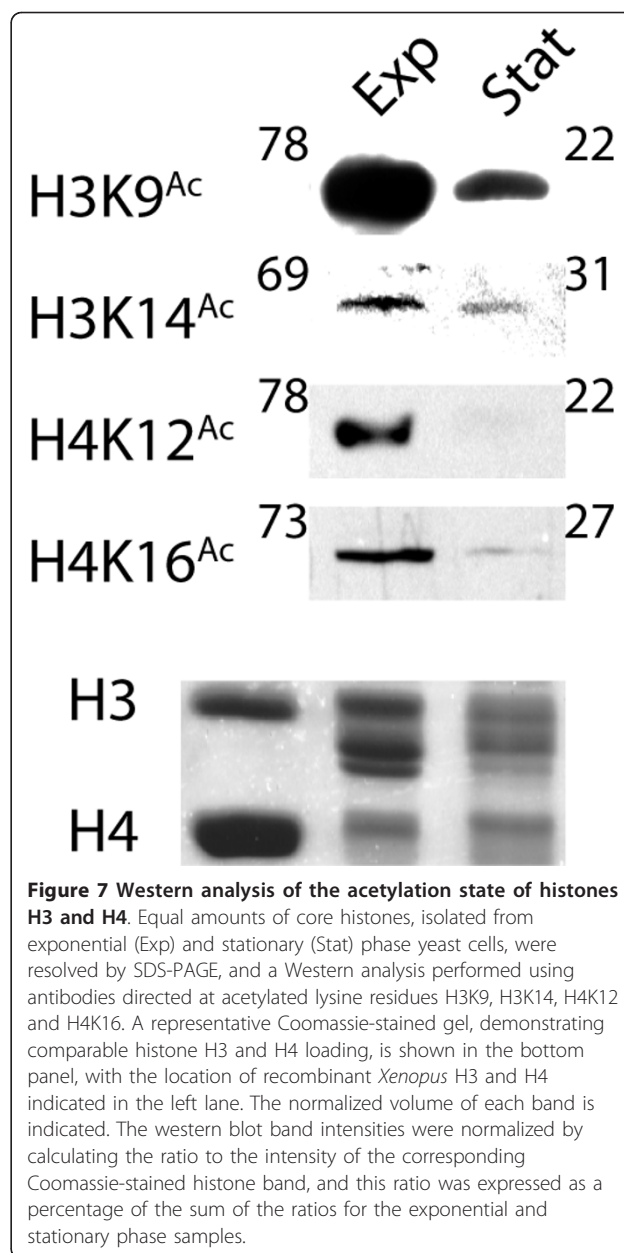 Exp Stat
78 22
H3K9Ac
69 31
H3K14Ac
78 22
H4K12Ac
73 27
H4K16Ac
H3
H4
Figure 7 Western analysis of the acetylation state of histones
H3 and H4. Equal amounts of core histones, isolated from
exponential (Exp) and stationary (Stat) phase yeast cells, were
resolved by SDS-PAGE, and a Western analysis performed using
antibodies directed at acetylated lysine residues H3K9, H3K14, H4K12
and H4K16. A representative Coomassie-stained gel, demonstrating
comparable histone H3 and H4 loading, is shown in the bottom
panel, with the location of recombinant Xenopus H3 and H4
indicated in the left lane. The normalized volume of each band is
indicated. The western blot band intensities were normalized by
calculating the ratio to the intensity of the corresponding
Coomassie-stained histone band, and this ratio was expressed as a
percentage of the sum of the ratios for the exponential and
stationary phase samples.